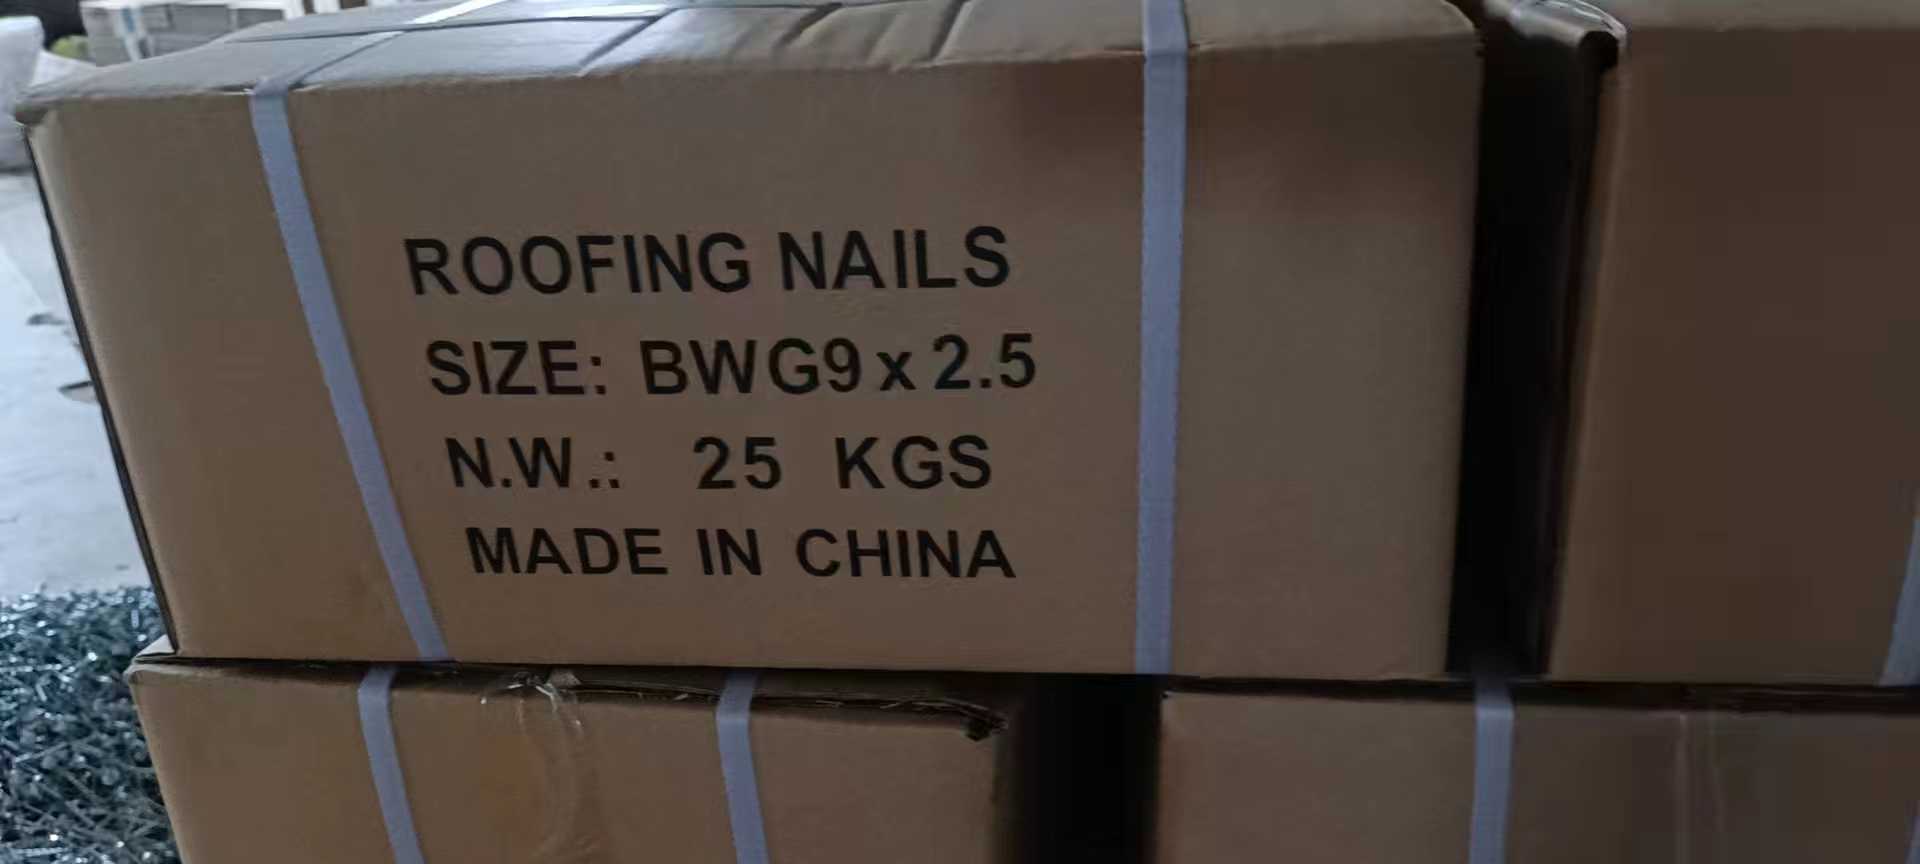 ROOFING NAILS
SIZE: BWG9 x 2.5
N.W.: 25 KGS
MADE IN CHINA